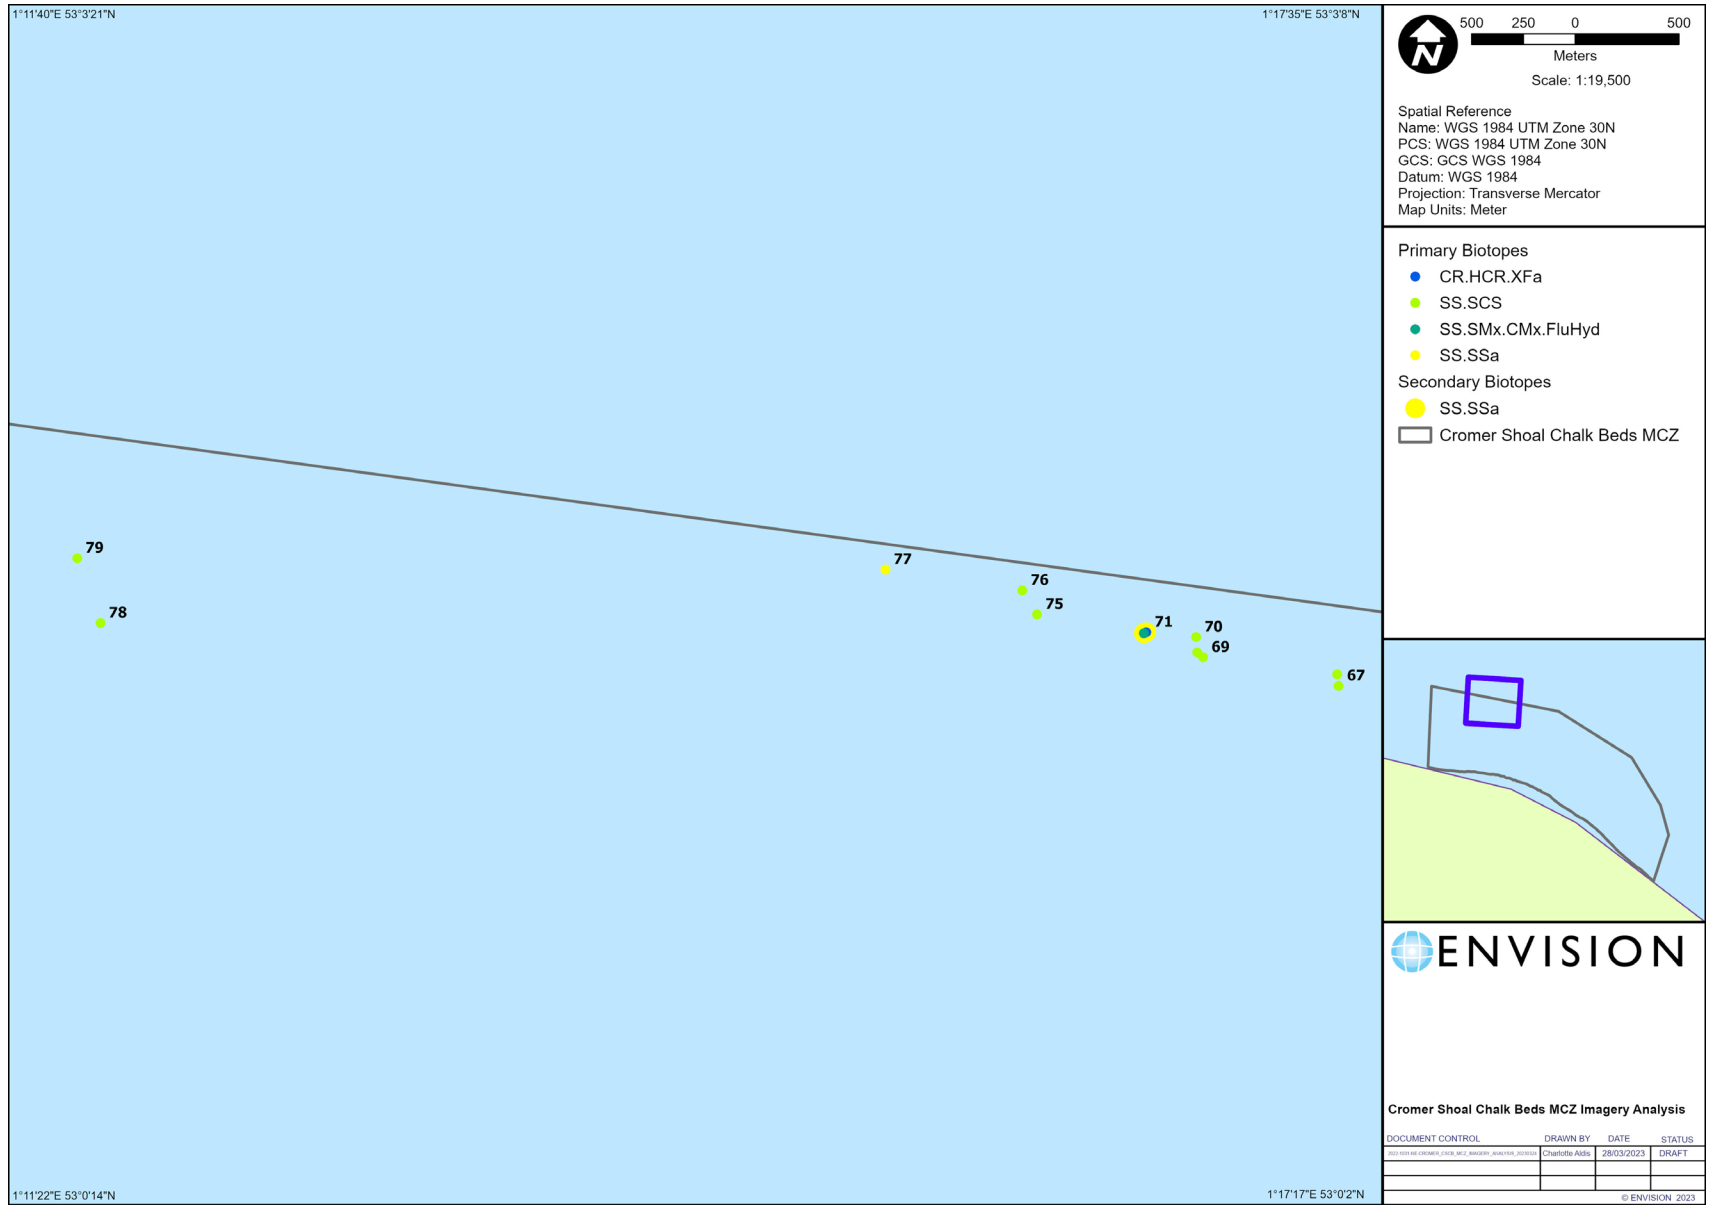 1°11'40"E 53°3'21"N
1°17'35"E 53°3'8"N
79
78
77
76
75
71
70
69
67
1°11'22"E 53°0'14"N
1°17'17"E 53°0'2"N
N
500 250 0 500
Meters
Scale: 1:19,500
Spatial Reference
Name: WGS 1984 UTM Zone 30N
PCS: WGS 1984 UTM Zone 30N
GCS: GCS WGS 1984
Datum: WGS 1984
Projection: Transverse Mercator
Map Units: Meter
Primary Biotopes
CR.HCR.XFa
SS.SCS
SS.SMx.CMx.FluHyd
SS.SSa
Secondary Biotopes
SS.SSa
Cromer Shoal Chalk Beds MCZ
ENVISION
Cromer Shoal Chalk Beds MCZ Imagery Analysis
DOCUMENT CONTROL DRAWN BY DATE STATUS
Charlotte Aldis 28/03/2023 DRAFT
© ENVISION 2023